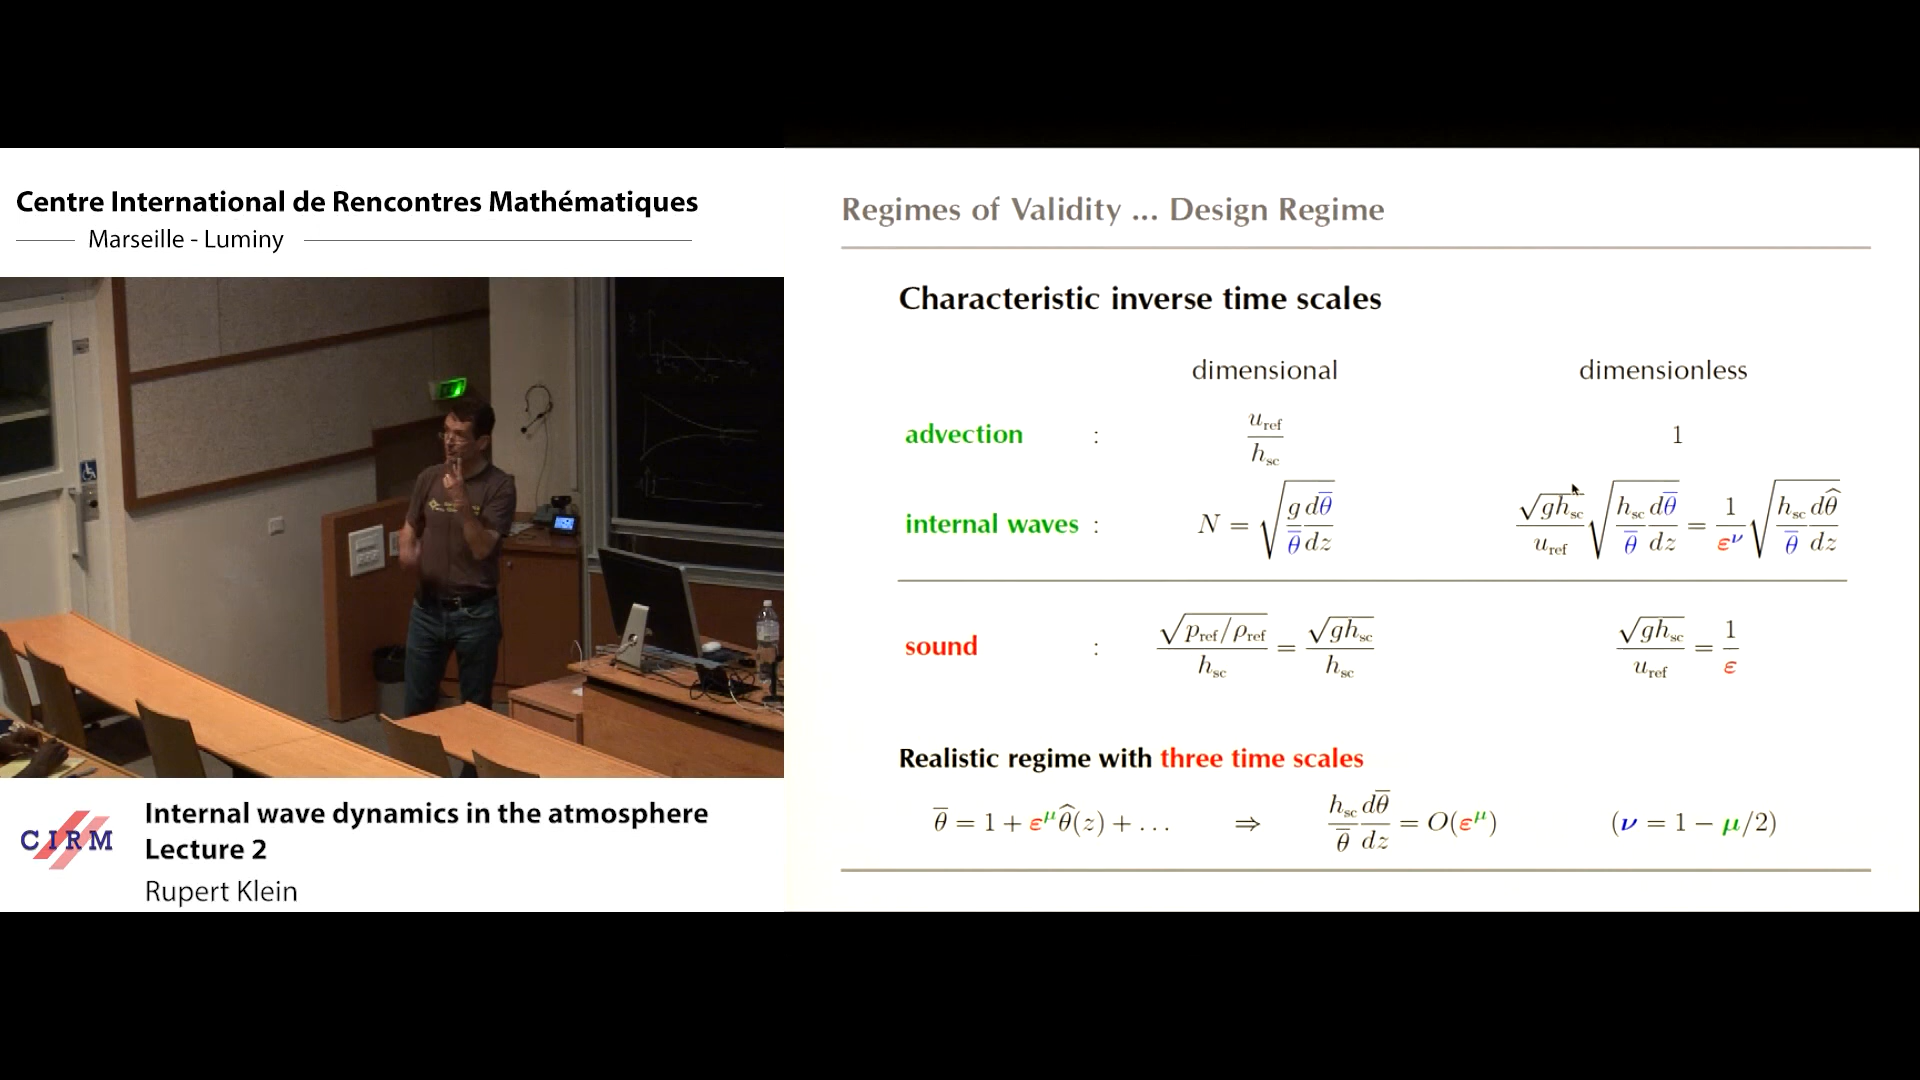 Centre International de Rencontres Mathématiques
Marseille - Luminy
CIRM
Internal wave dynamics in the atmosphere
Lecture 2
Rupert Klein
Regimes of Validity ... Design Regime
Characteristic inverse time scales
dimensional dimensionless
advection : u_ref / h_sc 1
internal waves : N = √(g/θ̅ dθ̅/dz) √(gh_sc)/u_ref √(h_sc/θ̅ dθ̅/dz) = 1/ε^ν √(h_sc/θ̅ dθ̂/dz)
sound : √(p_ref/ρ_ref)/h_sc = √(gh_sc)/h_sc √(gh_sc)/u_ref = 1/ε
Realistic regime with three time scales
θ̅ = 1 + ε^μ θ̂(z) + ... ⇒ h_sc/θ̅ dθ̅/dz = O(ε^μ) (ν = 1 − μ/2)